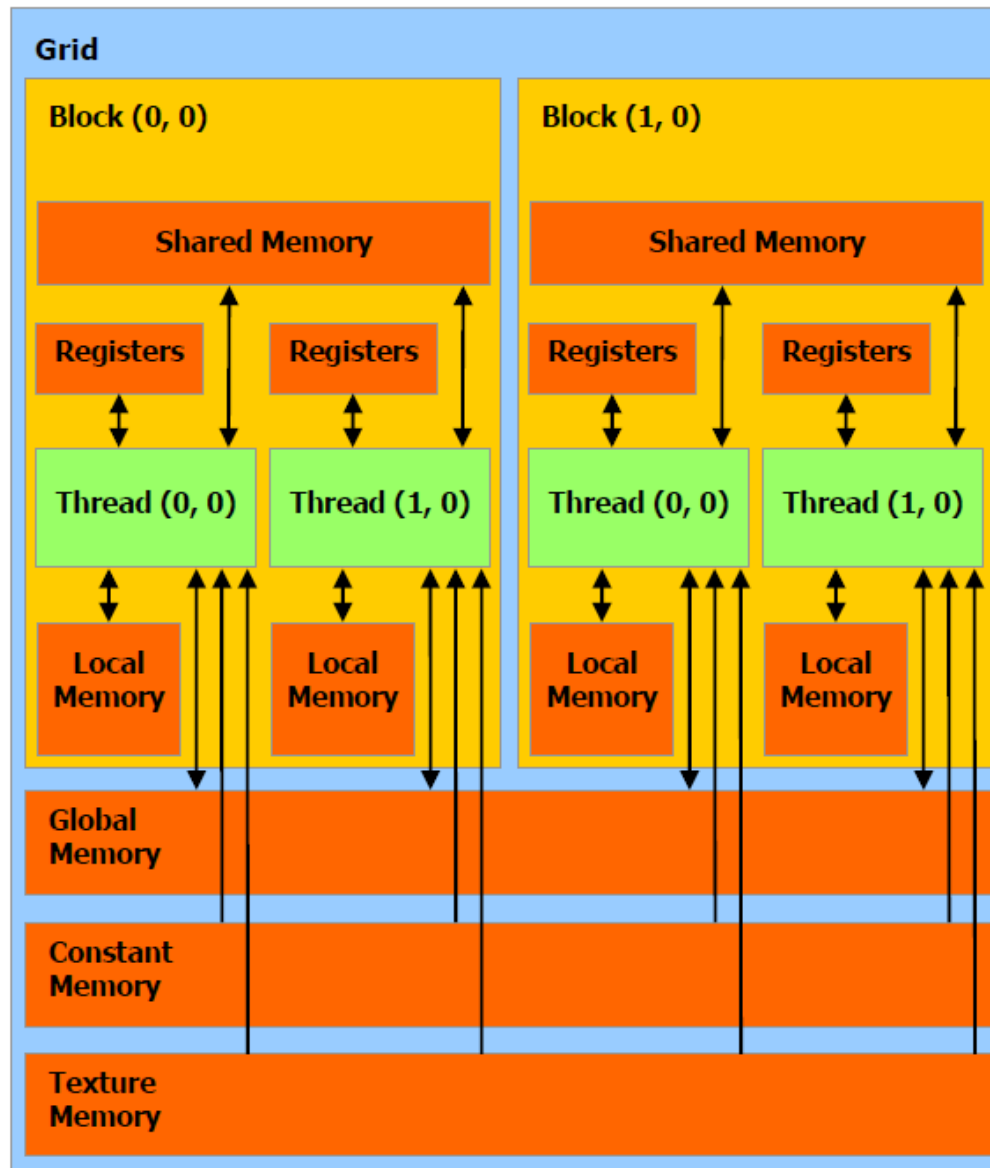 Grid
Block (0, 0)
Block (1, 0)
Shared Memory
Shared Memory
Registers
Registers
Registers
Registers
Thread (0, 0)
Thread (1, 0)
Thread (0, 0)
Thread (1, 0)
Local
Memory
Local
Memory
Local
Memory
Local
Memory
Global
Memory
Constant
Memory
Texture
Memory